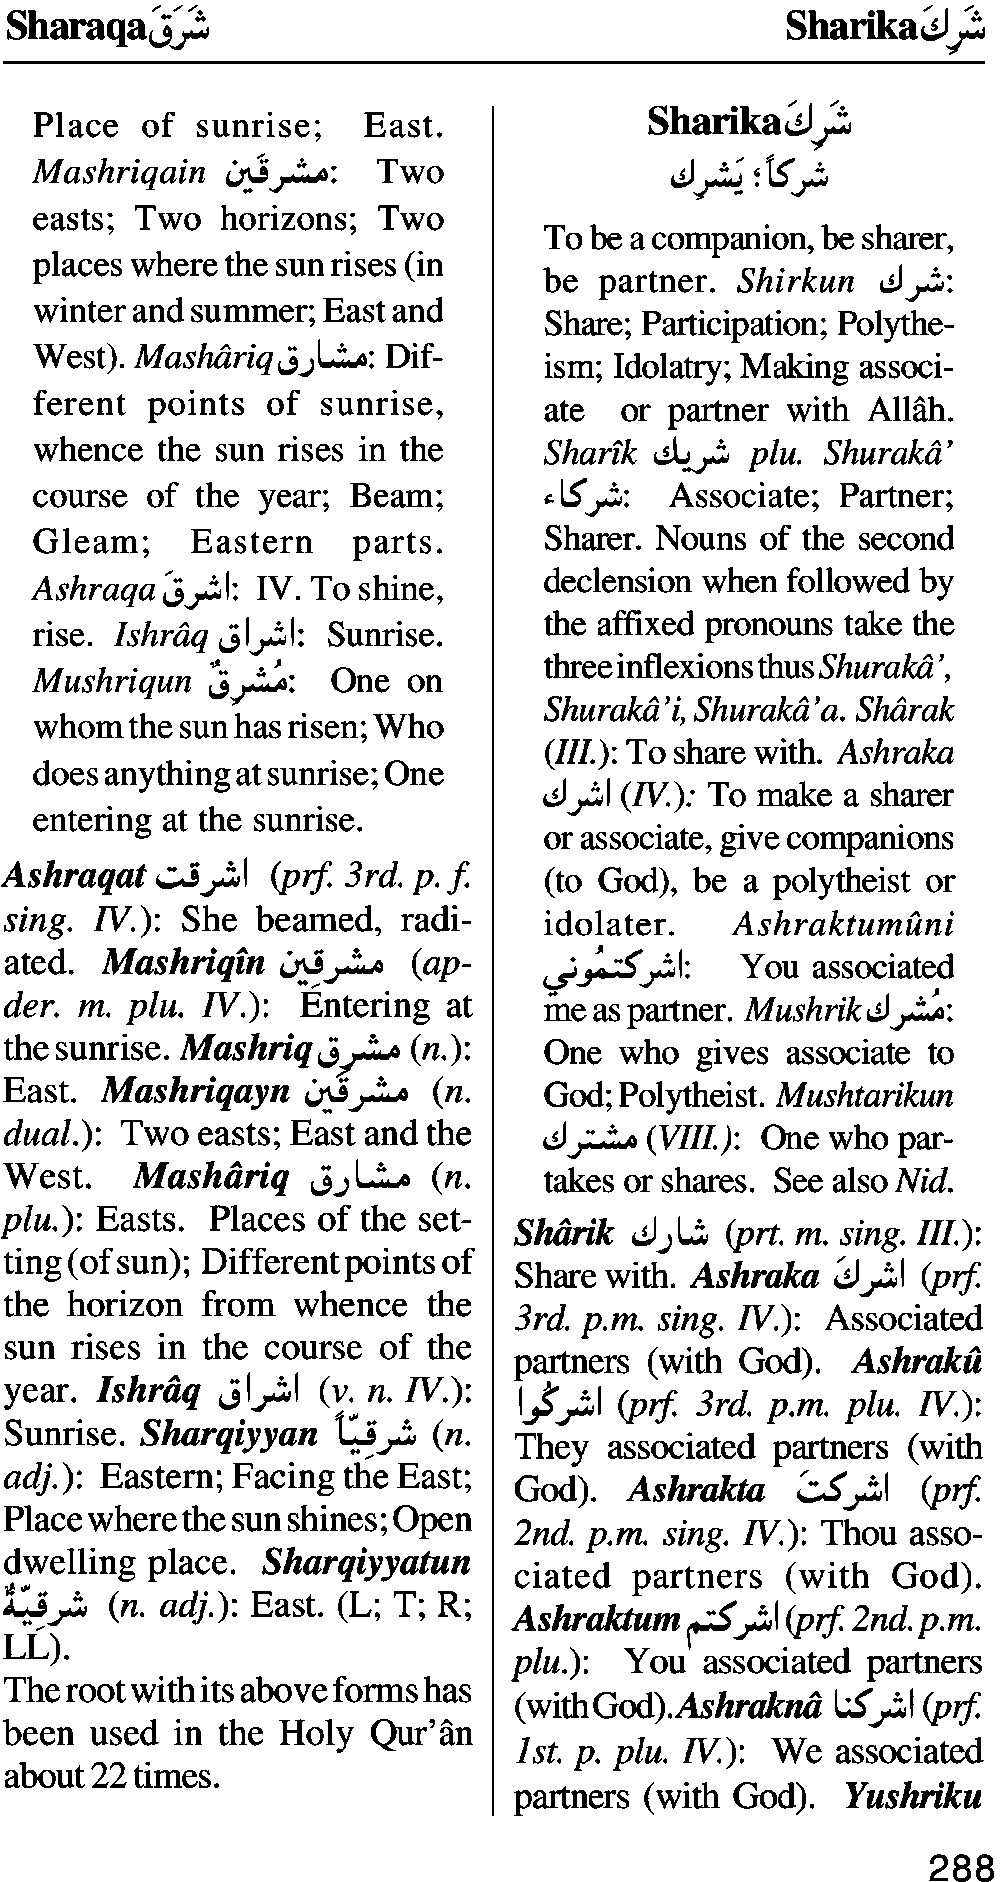 Sharaqa شَرَقَ
Sharika شَرِكَ
Place of sunrise; East.
Mashriqain مشرقَين: Two
easts; Two horizons; Two
places where the sun rises (in
winter and summer; East and
West). Mashâriq مشارق: Dif-
ferent points of sunrise,
whence the sun rises in the
course of the year; Beam;
Gleam; Eastern parts.
Ashraqa اشرقَ: IV. To shine,
rise. Ishrâq اشراق: Sunrise.
Mushriqun مُشرِقٌ: One on
whom the sun has risen; Who
does anything at sunrise; One
entering at the sunrise.
Ashraqat اشرقت (prf. 3rd. p. f.
sing. IV.): She beamed, radi-
ated. Mashriqîn مشرقِين (ap-
der. m. plu. IV.): Entering at
the sunrise. Mashriq مشرِق (n.):
East. Mashriqayn مشرقَين (n.
dual.): Two easts; East and the
West. Mashâriq مشارق (n.
plu.): Easts. Places of the set-
ting (of sun); Different points of
the horizon from whence the
sun rises in the course of the
year. Ishrâq اشراق (v. n. IV.):
Sunrise. Sharqiyyan شرقِيّاً (n.
adj.): Eastern; Facing the East;
Place where the sun shines; Open
dwelling place. Sharqiyyatun
شرقِيّةٌ (n. adj.): East. (L; T; R;
LL).
The root with its above forms has
been used in the Holy Qur’ân
about 22 times.
Sharika شَرِكَ
شركاً؛ يَشرِك
To be a companion, be sharer,
be partner. Shirkun شرك:
Share; Participation; Polythe-
ism; Idolatry; Making associ-
ate or partner with Allâh.
Sharîk شريك plu. Shurakâ’
شركاء: Associate; Partner;
Sharer. Nouns of the second
declension when followed by
the affixed pronouns take the
three inflexions thus Shurakâ’,
Shurakâ’i, Shurakâ’a. Shârak
(III.): To share with. Ashraka
اشرك (IV.): To make a sharer
or associate, give companions
(to God), be a polytheist or
idolater. Ashraktumûni
اشركتمُوني: You associated
me as partner. Mushrik مُشرك:
One who gives associate to
God; Polytheist. Mushtarikun
مشترك (VIII.): One who par-
takes or shares. See also Nid.
Shârik شارك (prt. m. sing. III.):
Share with. Ashraka اشركَ (prf.
3rd. p.m. sing. IV.): Associated
partners (with God). Ashrakû
اشركُوا (prf. 3rd. p.m. plu. IV.):
They associated partners (with
God). Ashrakta اشركتَ (prf.
2nd. p.m. sing. IV.): Thou asso-
ciated partners (with God).
Ashraktum اشركتم (prf. 2nd. p.m.
plu.): You associated partners
(with God).Ashraknâ اشركنا (prf.
1st. p. plu. IV.): We associated
partners (with God). Yushriku
288